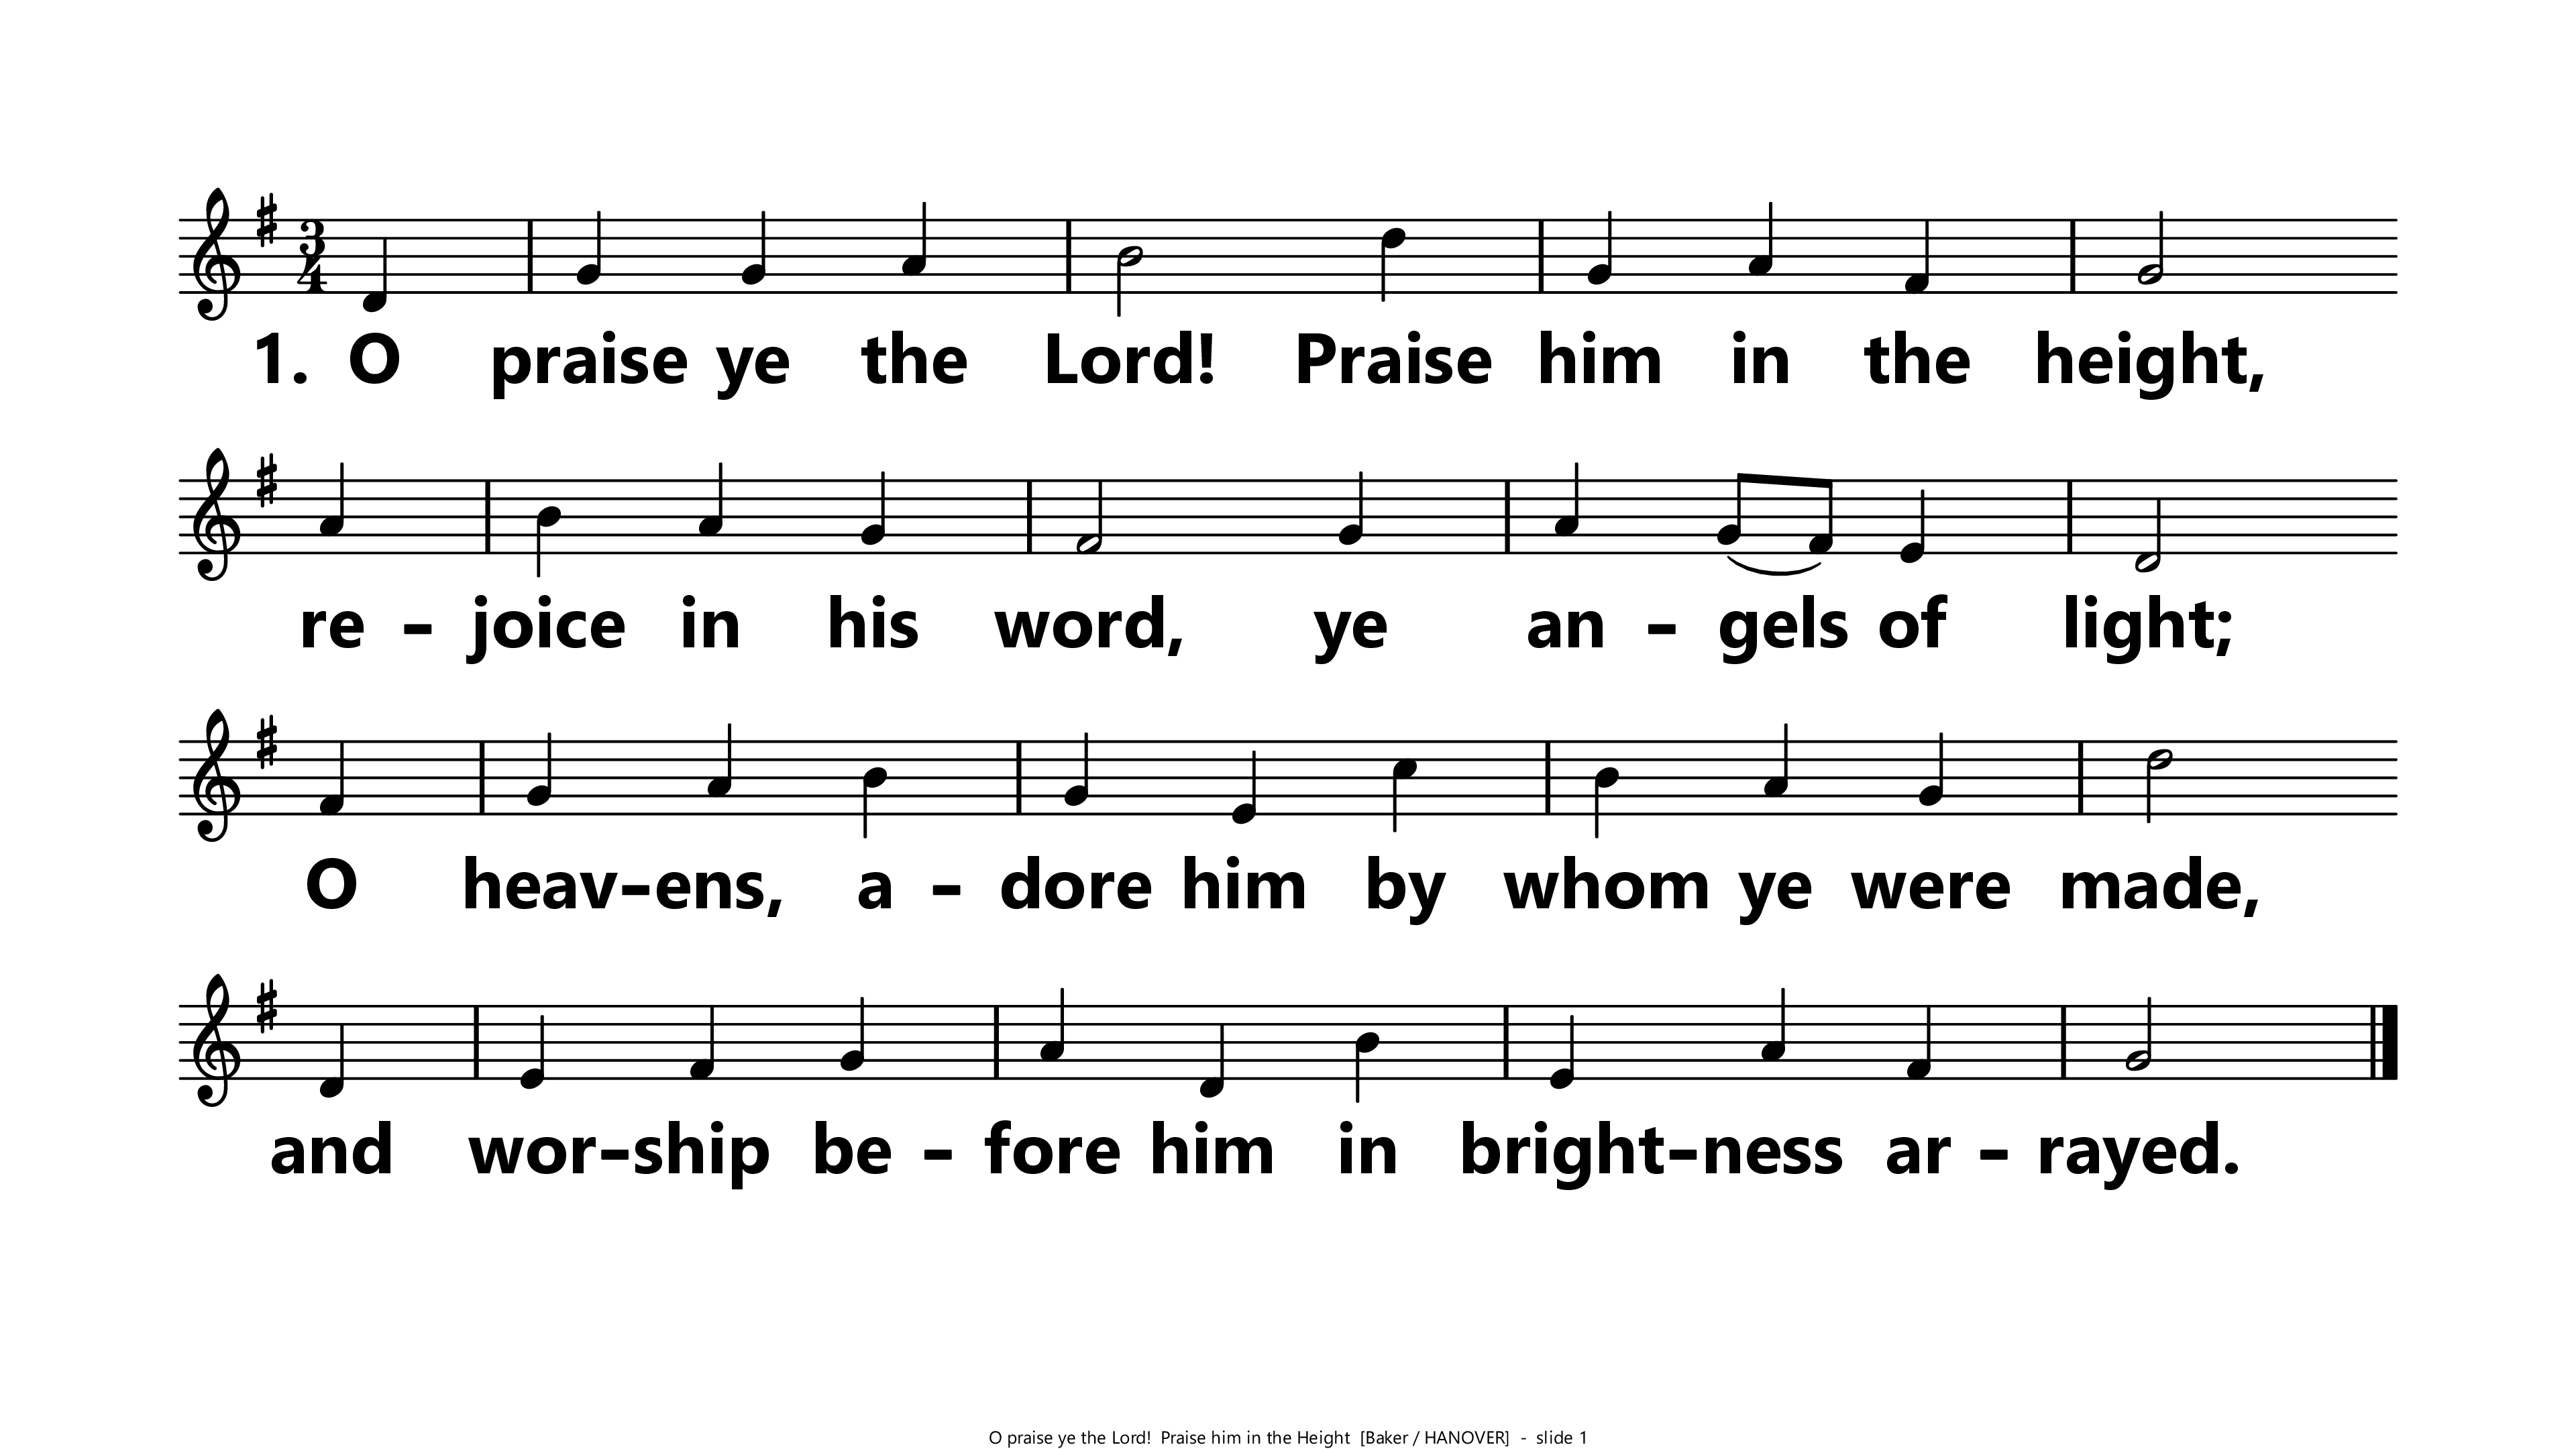 3
4
1. O praise ye the Lord! Praise him in the height,
re - joice in his word, ye an - gels of light;
O heav-ens, a - dore him by whom ye were made,
and wor-ship be - fore him in bright-ness ar - rayed.
O praise ye the Lord! Praise him in the Height [Baker / HANOVER] - slide 1